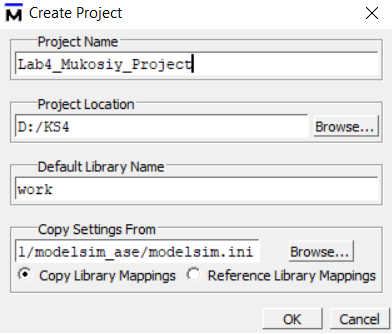 Create Project
Project Name
Lab4_Mukosiy_Project
Project Location
D:/KS4
Browse...
Default Library Name
work
Copy Settings From
l/modelsim_ase/modelsim.ini
Browse...
Copy Library Mappings
Reference Library Mappings
OK
Cancel